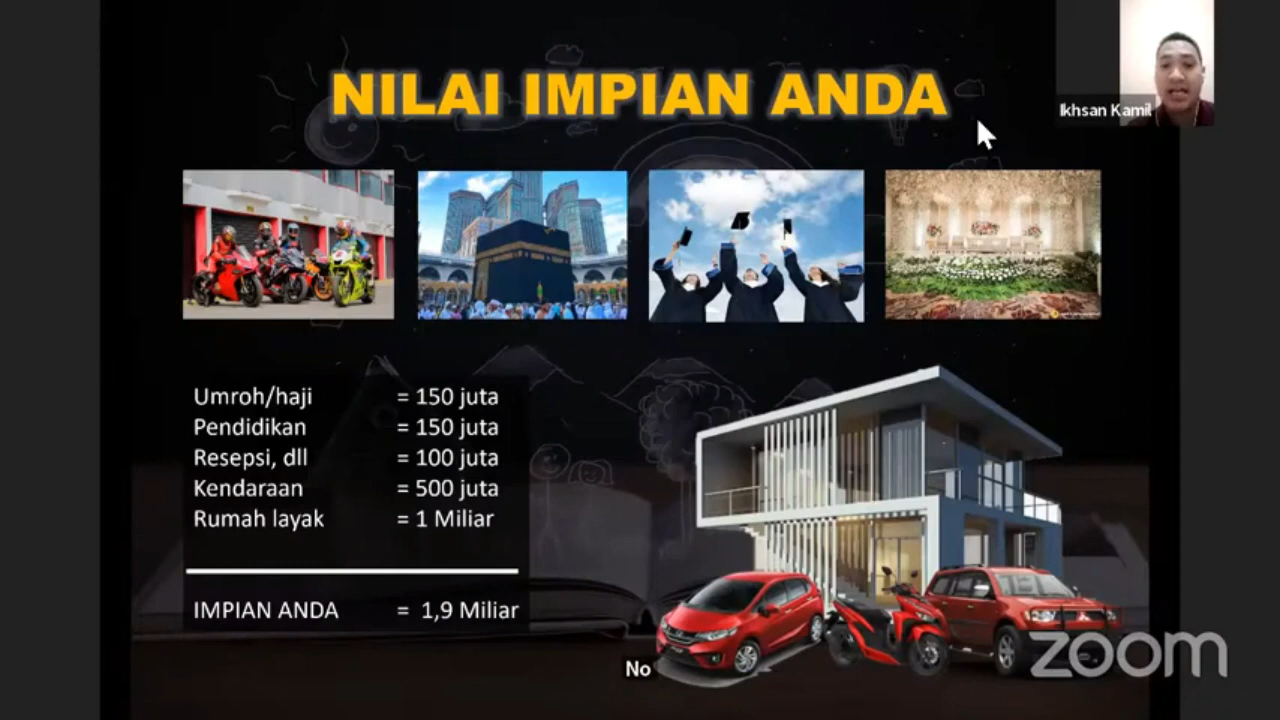 NILAI IMPIAN ANDA
Ikhsan Kamil
Umroh/haji = 150 juta
Pendidikan = 150 juta
Resepsi, dll = 100 juta
Kendaraan = 500 juta
Rumah layak = 1 Miliar
IMPIAN ANDA = 1,9 Miliar
No
zoom